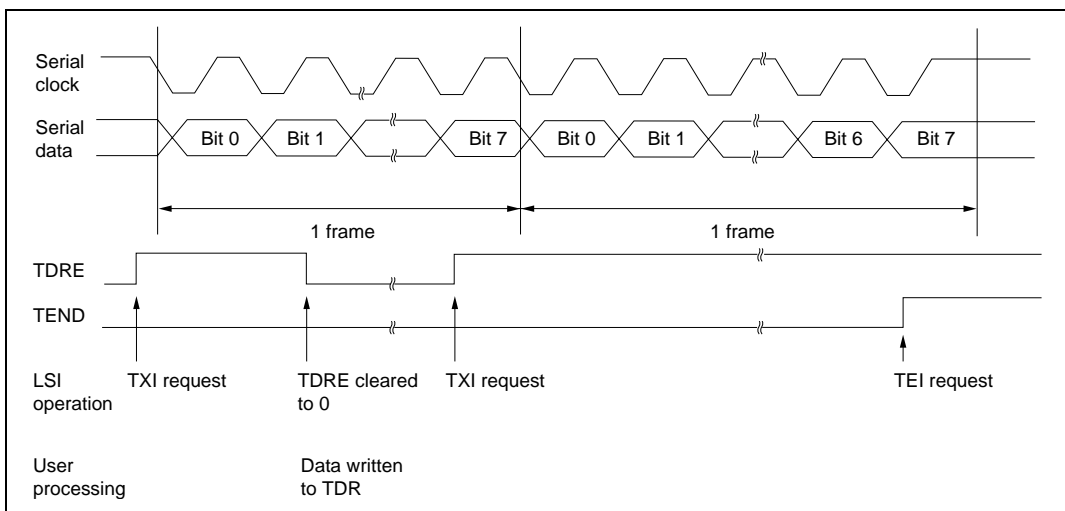 Serial
clock
Serial
data
Bit 0 Bit 1 Bit 7 Bit 0 Bit 1 Bit 6 Bit 7
1 frame 1 frame
TDRE
TEND
LSI
operation
TXI request
TDRE cleared
to 0
TXI request
TEI request
User
processing
Data written
to TDR